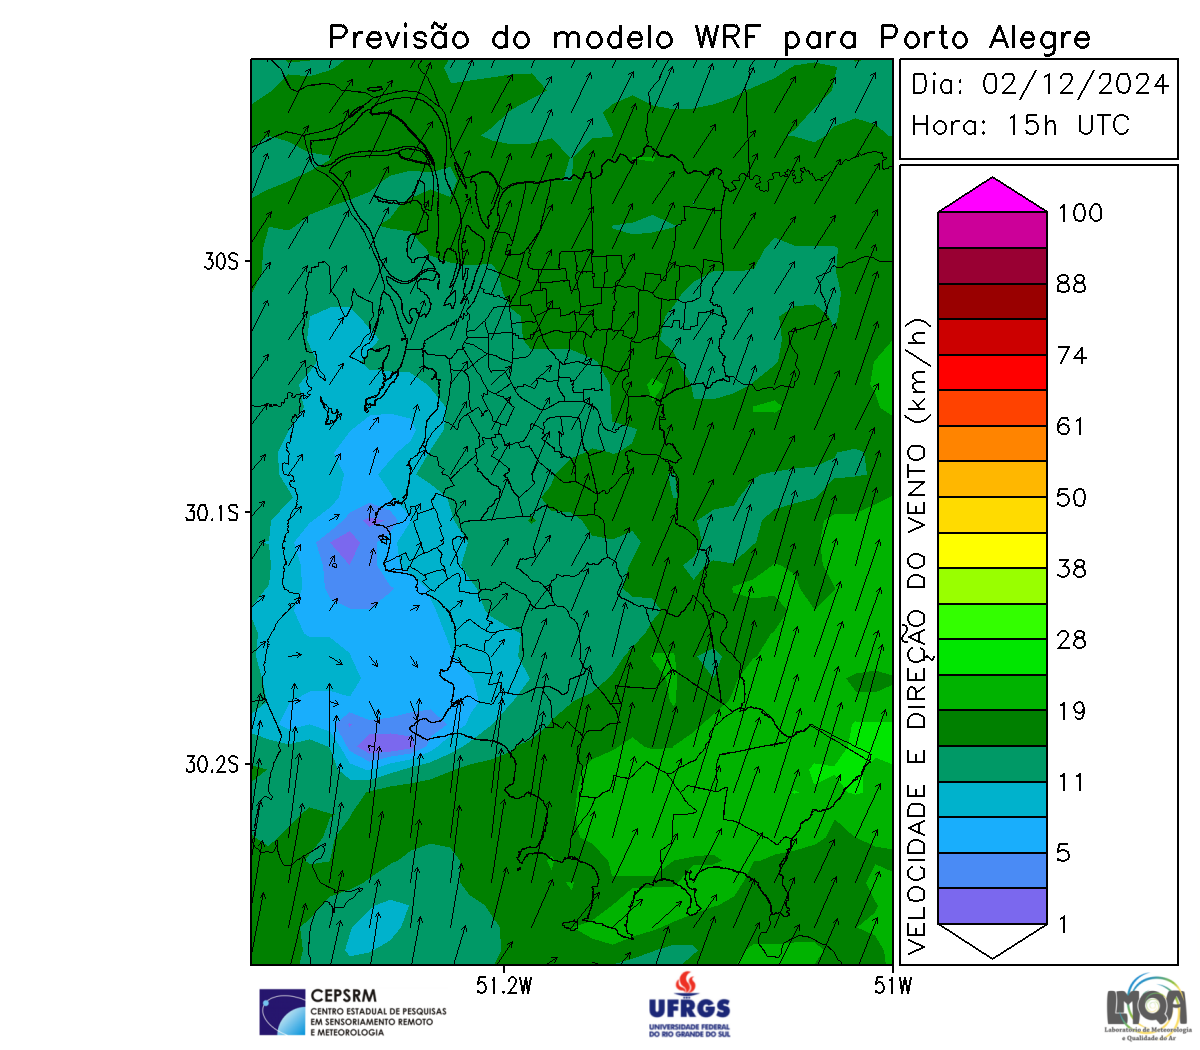 Previsão do modelo WRF para Porto Alegre
Dia: 02/12/2024
Hora: 15h UTC
30S
30.1S
30.2S
51.2W
51W
VELOCIDADE E DIREÇÃO DO VENTO (km/h)
100
88
74
61
50
38
28
19
11
5
1
CEPSRM
CENTRO ESTADUAL DE PESQUISAS
EM SENSORIAMENTO REMOTO
E METEOROLOGIA
UFRGS
UNIVERSIDADE FEDERAL
DO RIO GRANDE DO SUL
LMQA
Laboratório de Meteorologia
e Qualidade do Ar